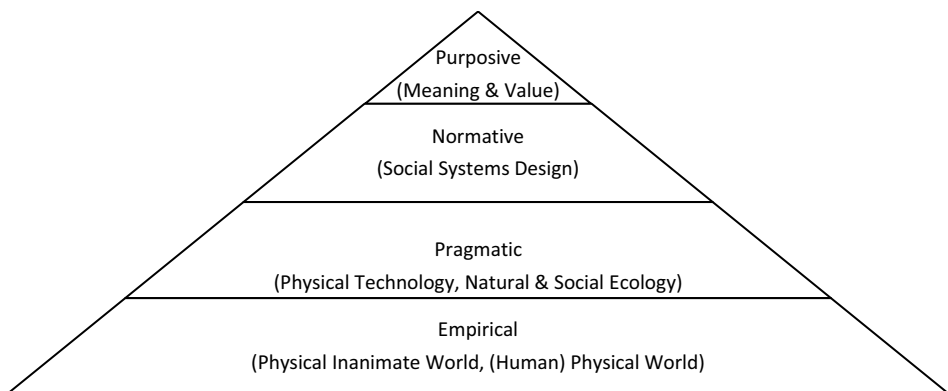 Purposive
(Meaning & Value)
Normative
(Social Systems Design)
Pragmatic
(Physical Technology, Natural & Social Ecology)
Empirical
(Physical Inanimate World, (Human) Physical World)